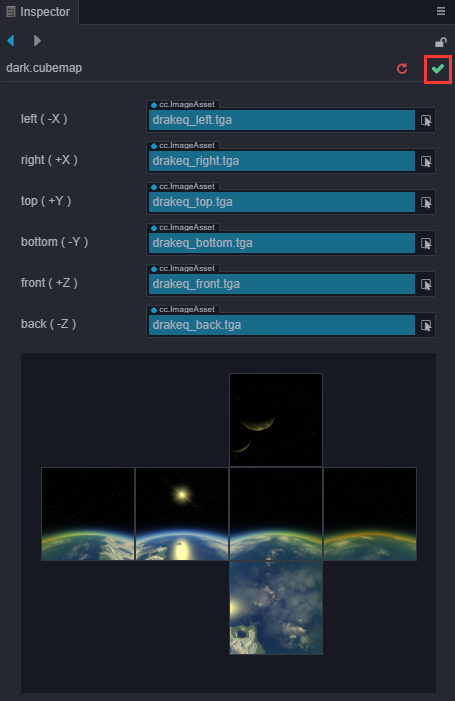 Inspector
dark.cubemap
cc.ImageAsset
left ( -X )
drakeq_left.tga
cc.ImageAsset
right ( +X )
drakeq_right.tga
cc.ImageAsset
top ( +Y )
drakeq_top.tga
cc.ImageAsset
bottom ( -Y )
drakeq_bottom.tga
cc.ImageAsset
front ( +Z )
drakeq_front.tga
cc.ImageAsset
back ( -Z )
drakeq_back.tga